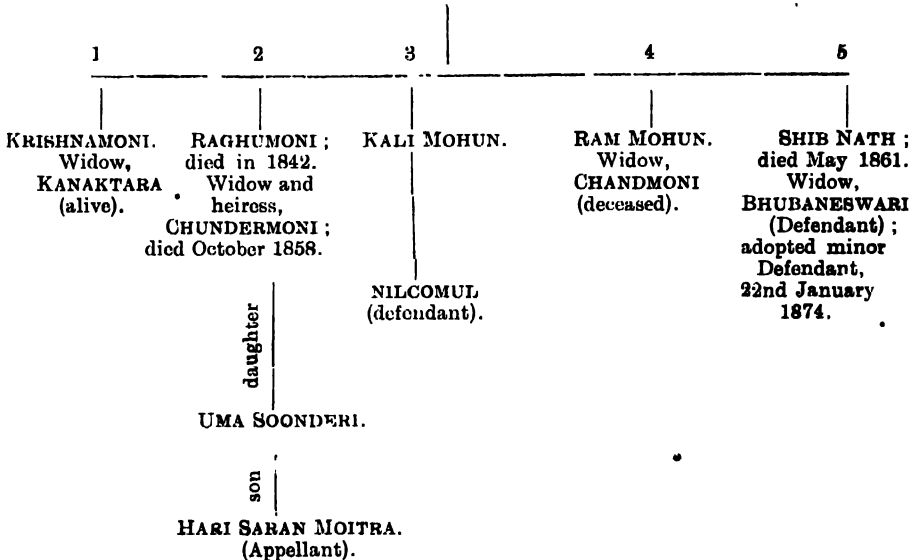 1 2 3 4 5
KRISHNAMONI.
Widow,
KANAKTARA
(alive).
RAGHUMONI;
died in 1842.
Widow and
heiress,
CHUNDERMONI;
died October 1858.
KALI MOHUN.
RAM MOHUN.
Widow,
CHANDMONI
(deceased).
SHIB NATH;
died May 1861.
Widow,
BHUBANESWARI
(Defendant);
adopted minor
Defendant,
22nd January
1874.
NILCOMUL
(defendant).
daughter
UMA SOONDERI.
son
HARI SARAN MOITRA.
(Appellant).